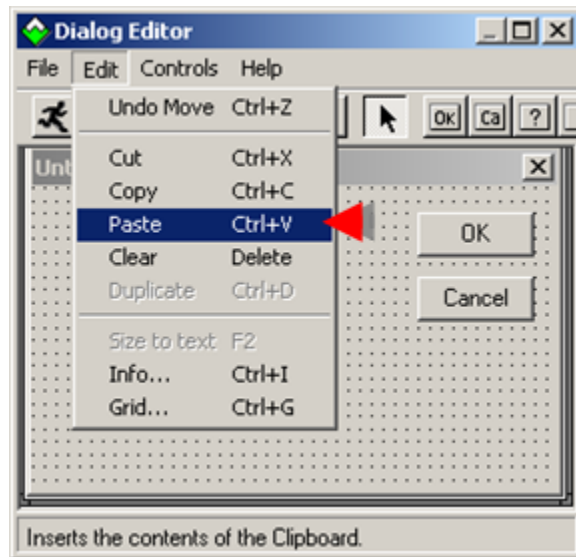 Dialog Editor
File Edit Controls Help
Undo Move Ctrl+Z
OK Ca ?
Cut Ctrl+X
Unt
Copy Ctrl+C
Paste Ctrl+V
OK
Clear Delete
Duplicate Ctrl+D
Cancel
Size to text F2
Info... Ctrl+I
Grid... Ctrl+G
Inserts the contents of the Clipboard.